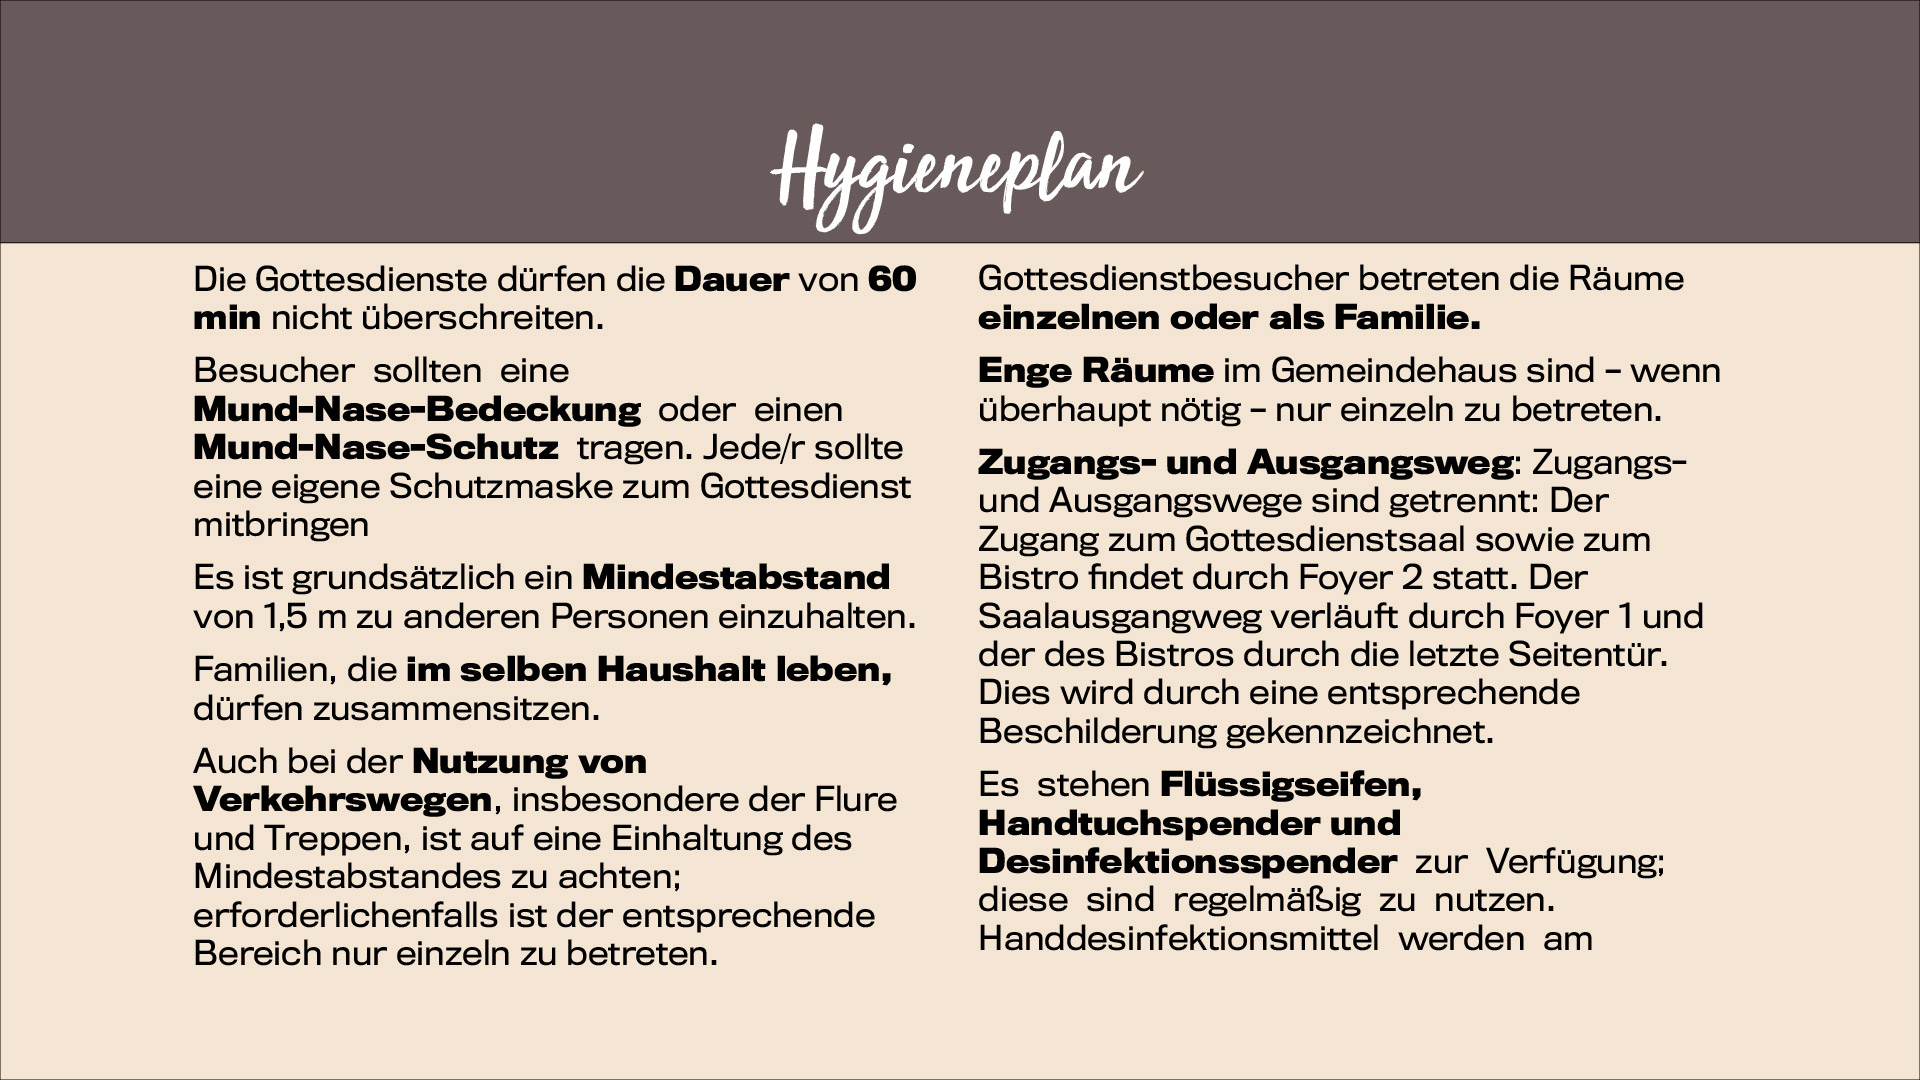 Hygieneplan
Die Gottesdienste dürfen die Dauer von 60
min nicht überschreiten.
Besucher sollten eine
Mund-Nase-Bedeckung oder einen
Mund-Nase-Schutz tragen. Jede/r sollte
eine eigene Schutzmaske zum Gottesdienst
mitbringen
Es ist grundsätzlich ein Mindestabstand
von 1,5 m zu anderen Personen einzuhalten.
Familien, die im selben Haushalt leben,
dürfen zusammensitzen.
Auch bei der Nutzung von
Verkehrswegen, insbesondere der Flure
und Treppen, ist auf eine Einhaltung des
Mindestabstandes zu achten;
erforderlichenfalls ist der entsprechende
Bereich nur einzeln zu betreten.
Gottesdienstbesucher betreten die Räume
einzelnen oder als Familie.
Enge Räume im Gemeindehaus sind – wenn
überhaupt nötig – nur einzeln zu betreten.
Zugangs- und Ausgangsweg: Zugangs-
und Ausgangswege sind getrennt: Der
Zugang zum Gottesdienstsaal sowie zum
Bistro findet durch Foyer 2 statt. Der
Saalausgangweg verläuft durch Foyer 1 und
der des Bistros durch die letzte Seitentür.
Dies wird durch eine entsprechende
Beschilderung gekennzeichnet.
Es stehen Flüssigseifen,
Handtuchspender und
Desinfektionsspender zur Verfügung;
diese sind regelmäßig zu nutzen.
Handdesinfektionsmittel werden am